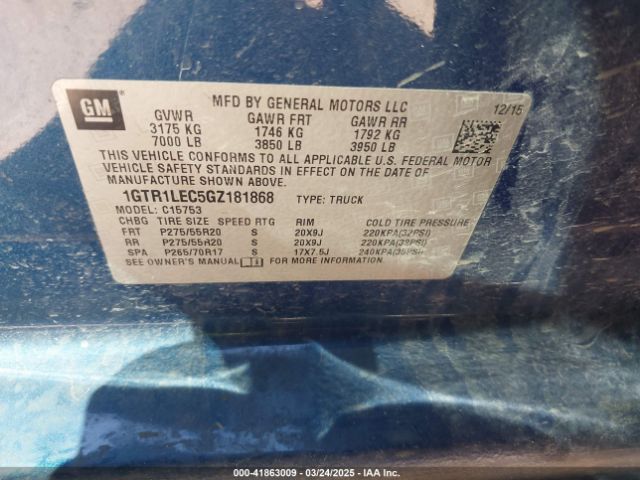 GM
MFD BY GENERAL MOTORS LLC
12/15
GVWR GAWR FRT GAWR RR
3175 KG 1746 KG 1792 KG
7000 LB 3850 LB 3950 LB
THIS VEHICLE CONFORMS TO ALL APPLICABLE U.S. FEDERAL MOTOR
VEHICLE SAFETY STANDARDS IN EFFECT ON THE DATE OF
MANUFACTURE SHOWN ABOVE.
1GTR1LEC5GZ181868 TYPE: TRUCK
MODEL: C15753
CHBG TIRE SIZE SPEED RTG RIM COLD TIRE PRESSURE
FRT P275/55R20 S 20X9J 220KPA(32PSI)
RR P275/55R20 S 20X9J 220KPA(32PSI)
SPA P265/70R17 S 17X7.5J 240KPA(35PSI)
SEE OWNER'S MANUAL FOR MORE INFORMATION
000-41863009 - 03/24/2025 - IAA Inc.